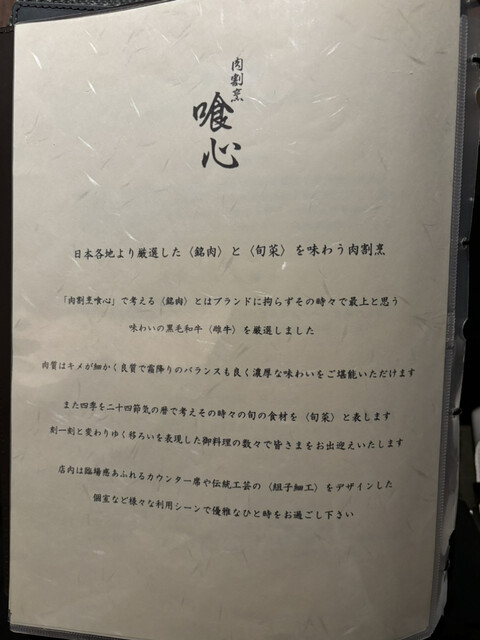 肉割烹
喰心
日本各地より厳選した〈銘肉〉と〈旬菜〉を味わう肉割烹
「肉割烹喰心」で考える〈銘肉〉とはブランドに拘らずその時々で最上と思う
味わいの黒毛和牛〈雌牛〉を厳選しました
肉質はキメが細かく良質で霜降りのバランスも良く濃厚な味わいをご堪能いただけます
また四季を二十四節気の暦で考えその時々の旬の食材を〈旬菜〉と表します
刻一刻と変わりゆく移ろいを表現した御料理の数々で皆さまをお出迎えいたします
店内は臨場感あふれるカウンター席や伝統工芸の〈組子細工〉をデザインした
個室など様々な利用シーンで優雅なひと時をお過ごし下さい